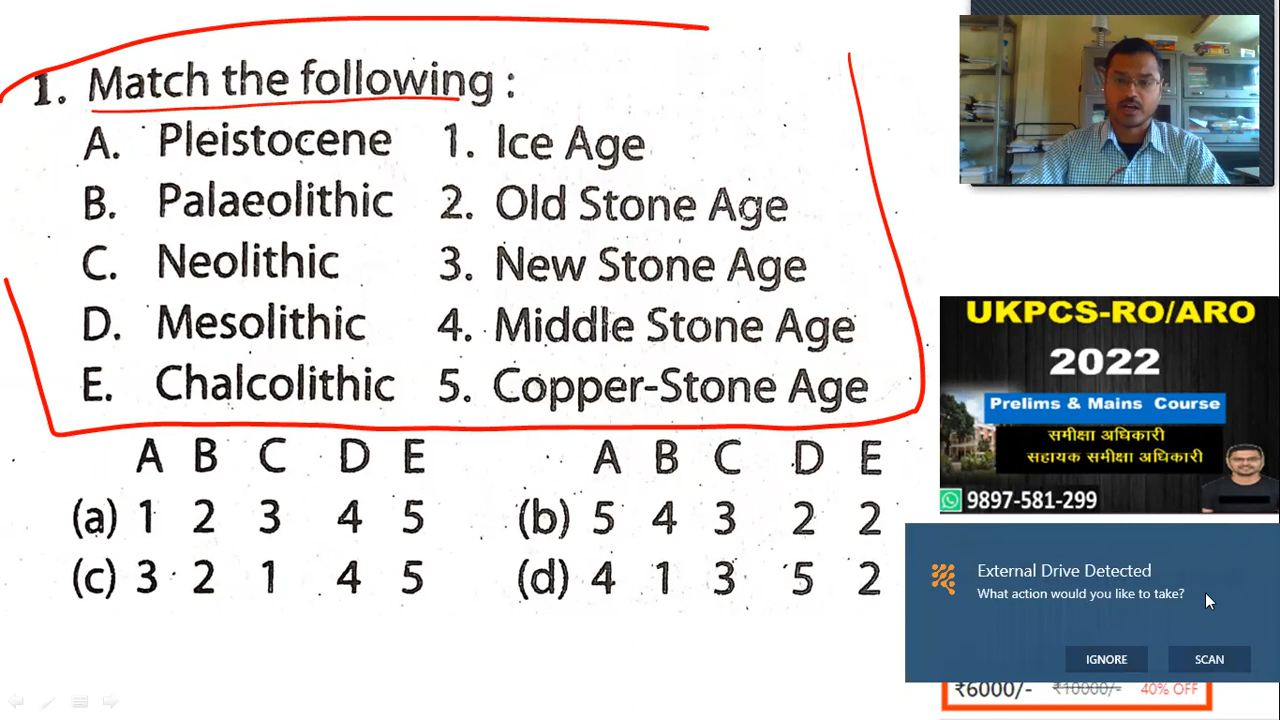 1. Match the following :
A. Pleistocene 1. Ice Age
B. Palaeolithic 2. Old Stone Age
C. Neolithic 3. New Stone Age
D. Mesolithic 4. Middle Stone Age
E. Chalcolithic 5. Copper-Stone Age
A B C D E
(a) 1 2 3 4 5
(c) 3 2 1 4 5
A B C D E
(b) 5 4 3 2 2
(d) 4 1 3 5 2
UKPCS-RO/ARO
2022
Prelims & Mains Course
समीक्षा अधिकारी
सहायक समीक्षा अधिकारी
9897-581-299
External Drive Detected
What action would you like to take?
IGNORE SCAN
₹6000/- ₹10000/- 40% OFF